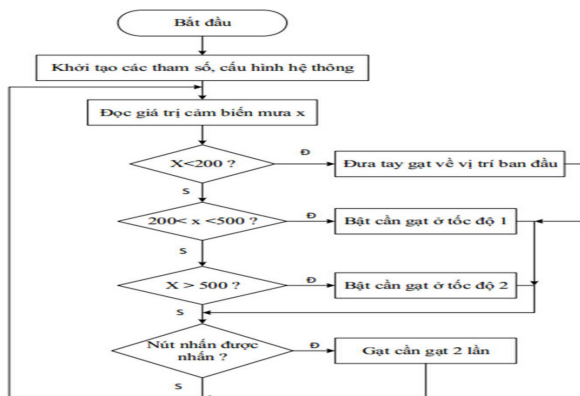 Bắt đầu
Khởi tạo các tham số, cấu hình hệ thống
Đọc giá trị cảm biến mưa x
X<200 ?
Đ
Đưa tay gạt về vị trí ban đầu
S
200< x <500 ?
Đ
Bật cần gạt ở tốc độ 1
S
X > 500 ?
Đ
Bật cần gạt ở tốc độ 2
S
Nút nhấn được
nhấn ?
Đ
Gạt cần gạt 2 lần
S